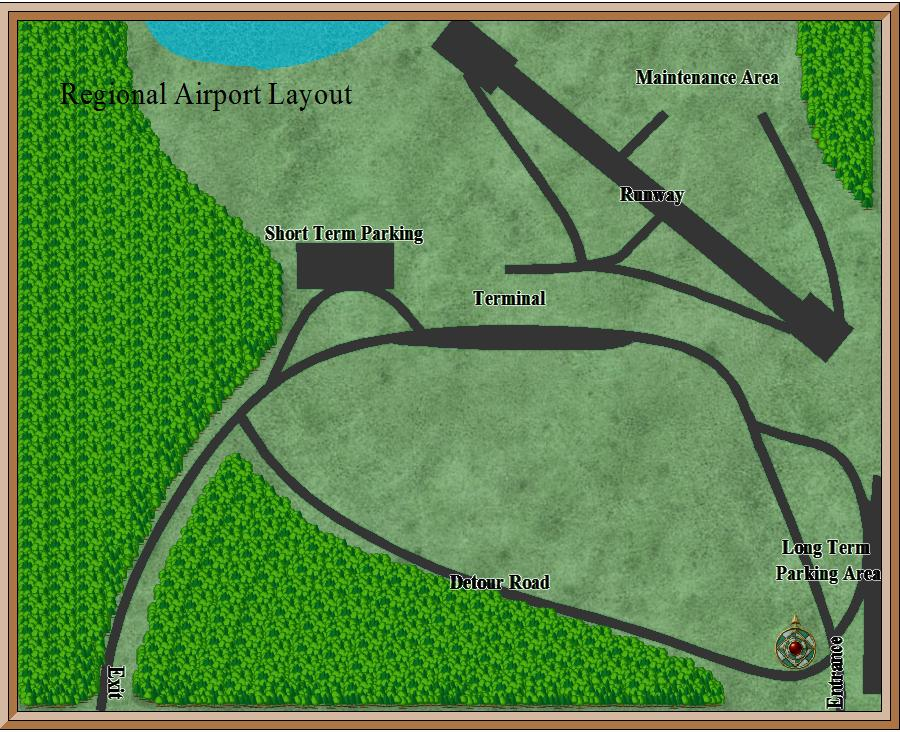 Maintenance Area
Regional Airport Layout
Runway
Short Term Parking
Terminal
Long Term
Parking Area
Detour Road
Exit
Entrance